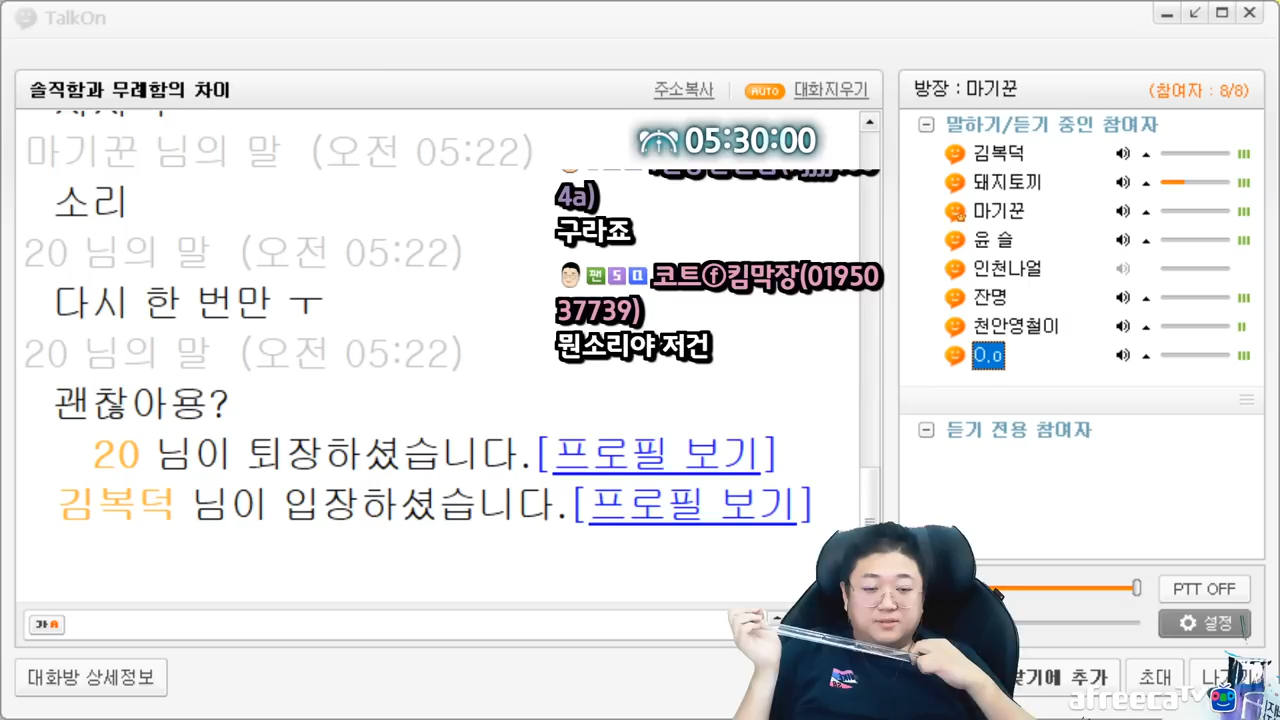 TalkOn
솔직함과 무례함의 차이
주소복사
AUTO
대화지우기
05:30:00
마기꾼 님의 말 (오전 05:22)
소리
20 님의 말 (오전 05:22)
다시 한 번만 ㅜ
20 님의 말 (오전 05:22)
괜찮아용?
20 님이 퇴장하셨습니다.[프로필 보기]
김복덕 님이 입장하셨습니다.[프로필 보기]
4a)
구라죠
팬 5 Q 코트ⓕ킴막장(01950
37739)
뭔소리야 저건
가A
대화방 상세정보
방장 : 마기꾼
(참여자 : 8/8)
말하기/듣기 중인 참여자
김복덕
돼지토끼
마기꾼
윤 슬
인천나얼
잔명
천안영철이
O.o
듣기 전용 참여자
PTT OFF
설정
찾기에 추가
초대
afreecaTV